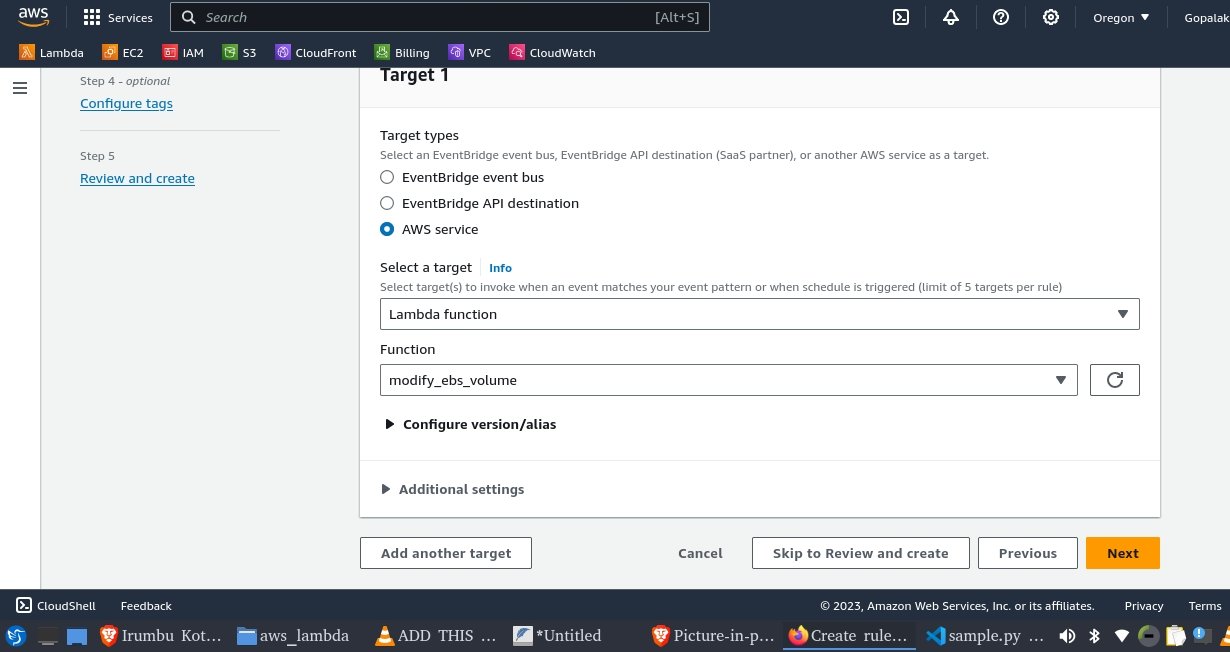 aws
Services
Search
[Alt+S]
Oregon
Gopalak
Lambda
EC2
IAM
S3
CloudFront
Billing
VPC
CloudWatch
Step 4 - optional
Configure tags
Step 5
Review and create
Target 1
Target types
Select an EventBridge event bus, EventBridge API destination (SaaS partner), or another AWS service as a target.
EventBridge event bus
EventBridge API destination
AWS service
Select a target Info
Select target(s) to invoke when an event matches your event pattern or when schedule is triggered (limit of 5 targets per rule)
Lambda function
Function
modify_ebs_volume
Configure version/alias
Additional settings
Add another target
Cancel
Skip to Review and create
Previous
Next
CloudShell
Feedback
© 2023, Amazon Web Services, Inc. or its affiliates.
Privacy
Terms
Irumbu Kot...
aws_lambda
ADD THIS ...
*Untitled
Picture-in-p...
Create rule...
sample.py ...